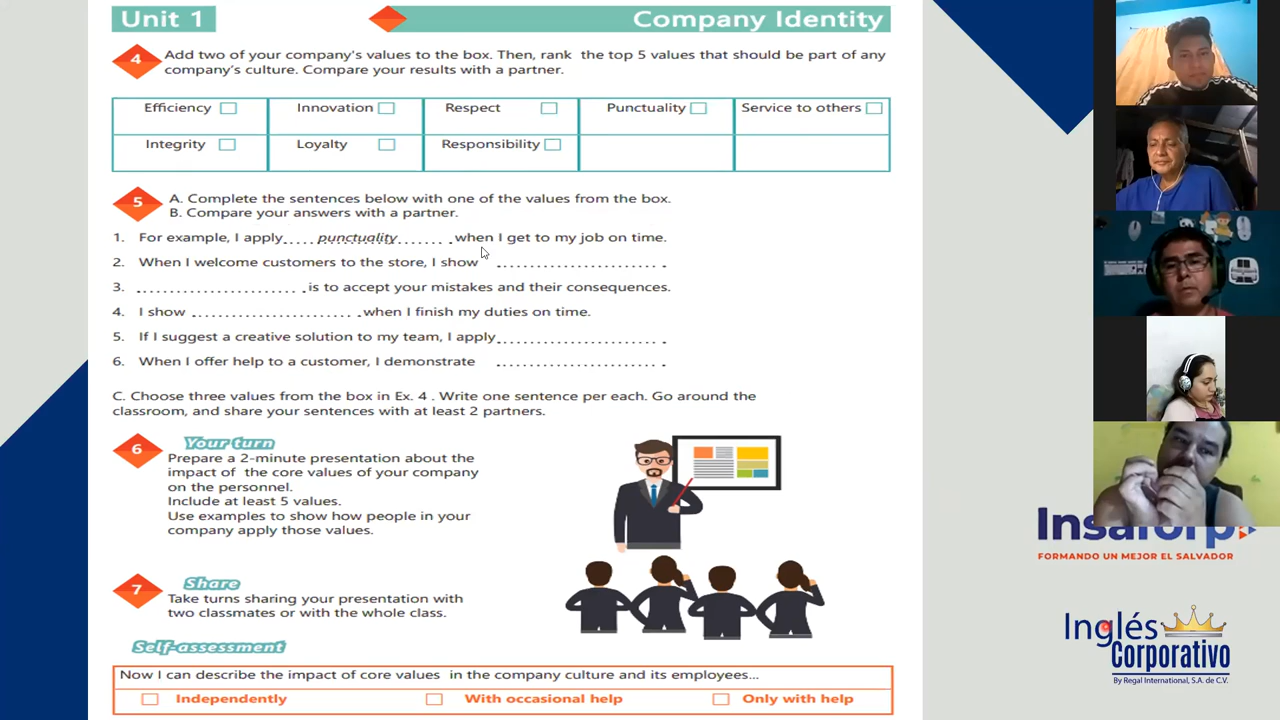 Unit 1
Company Identity
4
Add two of your company's values to the box. Then, rank the top 5 values that should be part of any
company's culture. Compare your results with a partner.
Efficiency Innovation Respect Punctuality Service to others
Integrity Loyalty Responsibility
5
A. Complete the sentences below with one of the values from the box.
B. Compare your answers with a partner.
1. For example, I apply.....punctuality.......when I get to my job on time.
2. When I welcome customers to the store, I show ........................
3. ........................is to accept your mistakes and their consequences.
4. I show ........................when I finish my duties on time.
5. If I suggest a creative solution to my team, I apply........................
6. When I offer help to a customer, I demonstrate ........................
C. Choose three values from the box in Ex. 4 . Write one sentence per each. Go around the
classroom, and share your sentences with at least 2 partners.
6
Your turn
Prepare a 2-minute presentation about the
impact of the core values of your company
on the personnel.
Include at least 5 values.
Use examples to show how people in your
company apply those values.
7
Share
Take turns sharing your presentation with
two classmates or with the whole class.
Self-assessment
Now I can describe the impact of core values in the company culture and its employees...
Independently With occasional help Only with help
Insaforp
FORMANDO UN MEJOR EL SALVADOR
Inglés
Corporativo
By Regal International, S.A. de C.V.